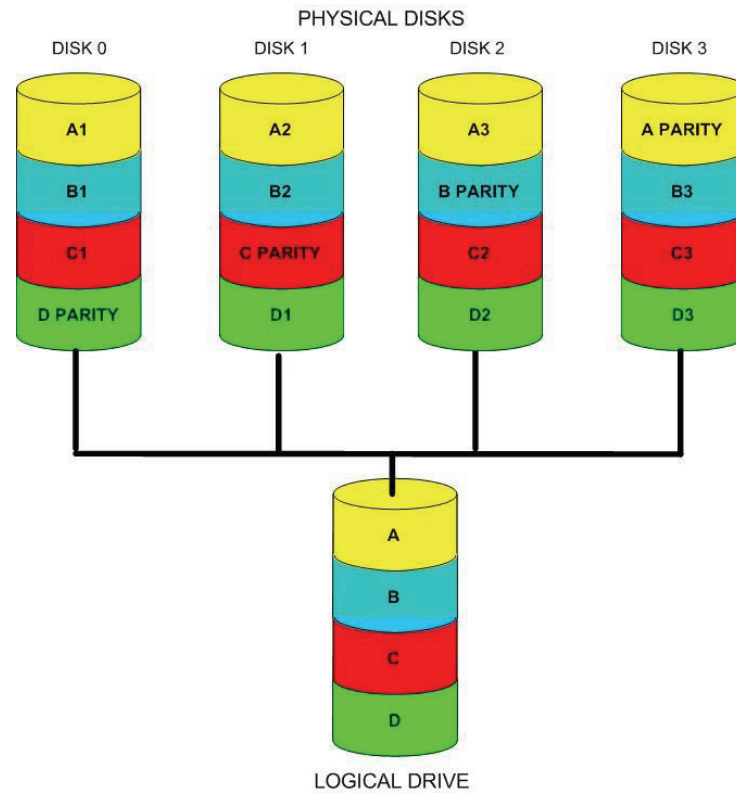 PHYSICAL DISKS
DISK 0 DISK 1 DISK 2 DISK 3
A1 A2 A3 A PARITY
B1 B2 B PARITY B3
C1 C PARITY C2 C3
D PARITY D1 D2 D3
A
B
C
D
LOGICAL DRIVE